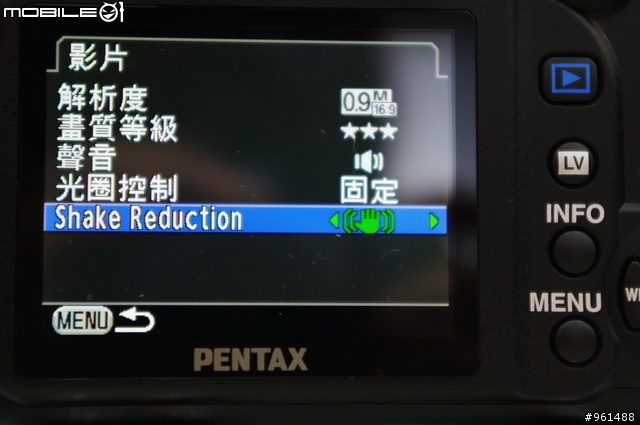 MOBILE01
影片
解析度 0.9M 16:9
畫質等級 ★★★
聲音
光圈控制 固定
Shake Reduction
MENU
PENTAX
LV
INFO
MENU
#961488